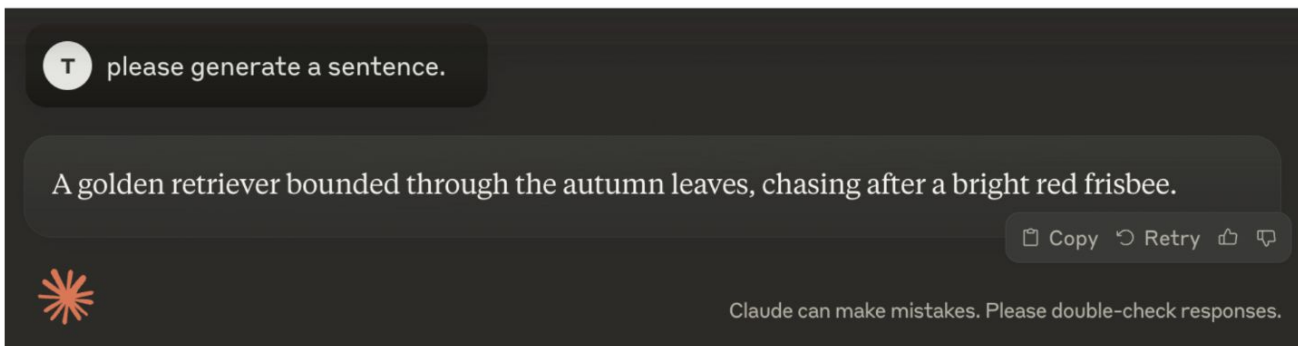 T
please generate a sentence.
A golden retriever bounded through the autumn leaves, chasing after a bright red frisbee.
Copy Retry
Claude can make mistakes. Please double-check responses.